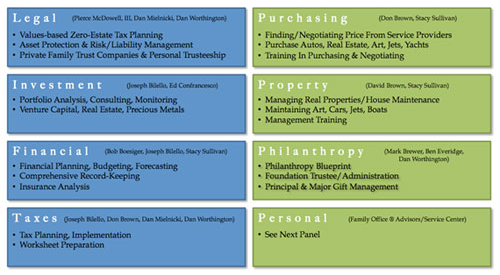 Legal (Pierce McDowell, III, Dan Mielnicki, Dan Worthington)
• Values-based Zero-Estate Tax Planning
• Asset Protection & Risk/Liability Management
• Private Family Trust Companies & Personal Trusteeship
Investment (Joseph Bilello, Ed Confrancesco)
• Portfolio Analysis, Consulting, Monitoring
• Venture Capital, Real Estate, Precious Metals
Financial (Bob Boesiger, Joseph Bilello, Stacy Sullivan)
• Financial Planning, Budgeting, Forecasting
• Comprehensive Record-Keeping
• Insurance Analysis
Taxes (Joseph Bilello, Don Brown, Dan Mielnicki, Dan Worthington)
• Tax Planning, Implementation
• Worksheet Preparation
Purchasing (Don Brown, Stacy Sullivan)
• Finding/Negotiating Price From Service Providers
• Purchase Autos, Real Estate, Art, Jets, Yachts
• Training In Purchasing & Negotiating
Property (David Brown, Stacy Sullivan)
• Managing Real Properties/House Maintenance
• Maintaining Art, Cars, Jets, Boats
• Management Training
Philanthropy (Mark Brewer, Ben Everidge,
Dan Worthington)
• Philanthropy Blueprint
• Foundation Trustee/Administration
• Principal & Major Gift Management
Personal (Family Office ® Advisors/Service Center)
• See Next Panel